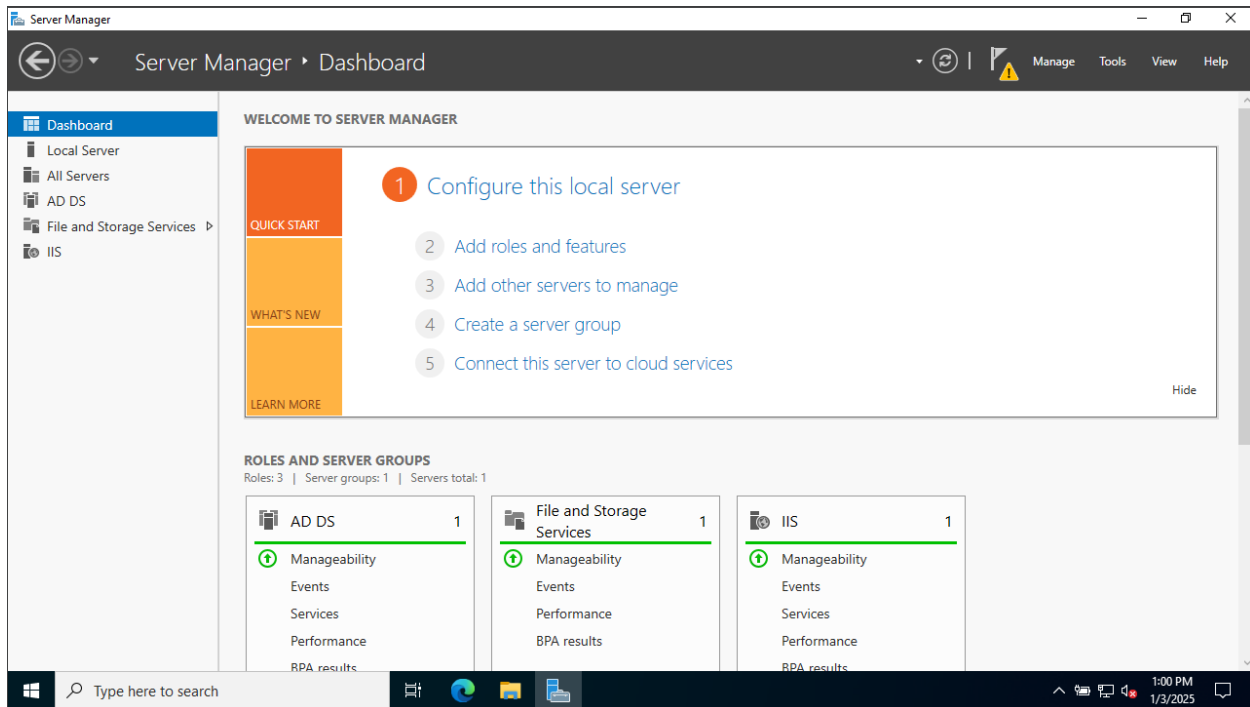 Server Manager
Server Manager ‣ Dashboard
Manage Tools View Help
Dashboard
Local Server
All Servers
AD DS
File and Storage Services
IIS
WELCOME TO SERVER MANAGER
QUICK START
WHAT'S NEW
LEARN MORE
1 Configure this local server
2 Add roles and features
3 Add other servers to manage
4 Create a server group
5 Connect this server to cloud services
Hide
ROLES AND SERVER GROUPS
Roles: 3 | Server groups: 1 | Servers total: 1
AD DS 1
Manageability
Events
Services
Performance
BPA results
File and Storage
Services 1
Manageability
Events
Performance
BPA results
IIS 1
Manageability
Events
Services
Performance
BPA results
Type here to search
1:00 PM
1/3/2025